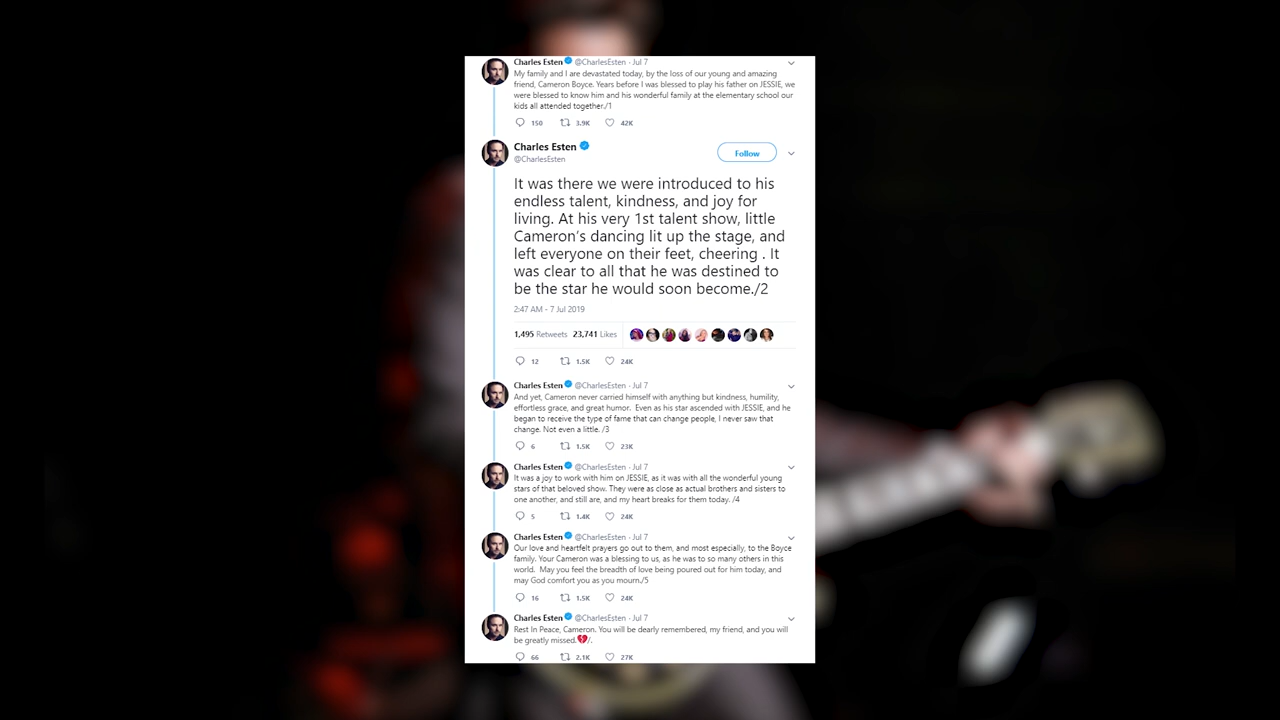 Charles Esten @CharlesEsten · Jul 7
My family and I are devastated today, by the loss of our young and amazing
friend, Cameron Boyce. Years before I was blessed to play his father on JESSIE, we
were blessed to know him and his wonderful family at the elementary school our
kids all attended together./1
150 3.9K 42K
Charles Esten
@CharlesEsten
Follow
It was there we were introduced to his
endless talent, kindness, and joy for
living. At his very 1st talent show, little
Cameron’s dancing lit up the stage, and
left everyone on their feet, cheering . It
was clear to all that he was destined to
be the star he would soon become./2
2:47 AM - 7 Jul 2019
1,495 Retweets 23,741 Likes
12 1.5K 24K
Charles Esten @CharlesEsten · Jul 7
And yet, Cameron never carried himself with anything but kindness, humility,
effortless grace, and great humor. Even as his star ascended with JESSIE, and he
began to receive the type of fame that can change people, I never saw that
change. Not even a little. /3
6 1.5K 23K
Charles Esten @CharlesEsten · Jul 7
It was a joy to work with him on JESSIE, as it was with all the wonderful young
stars of that beloved show. They were as close as actual brothers and sisters to
one another, and still are, and my heart breaks for them today. /4
5 1.4K 24K
Charles Esten @CharlesEsten · Jul 7
Our love and heartfelt prayers go out to them, and most especially, to the Boyce
family. Your Cameron was a blessing to us, as he was to so many others in this
world. May you feel the breadth of love being poured out for him today, and
may God comfort you as you mourn./5
16 1.5K 24K
Charles Esten @CharlesEsten · Jul 7
Rest In Peace, Cameron. You will be dearly remembered, my friend, and you will
be greatly missed.💔/.
66 2.1K 27K